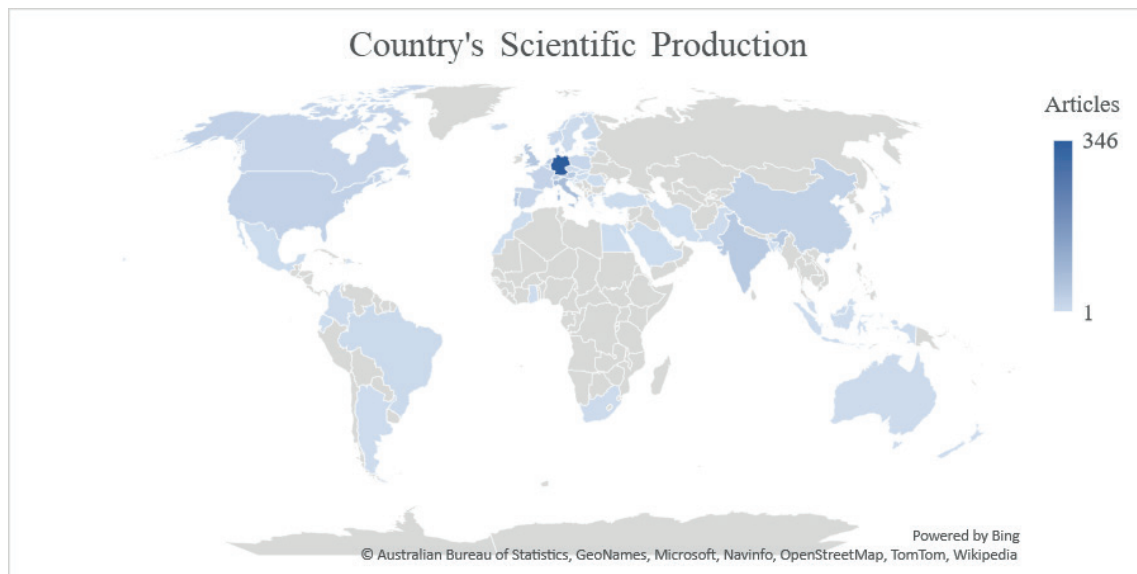 Country's Scientific Production
Articles
346
1
Powered by Bing
© Australian Bureau of Statistics, GeoNames, Microsoft, Navinfo, OpenStreetMap, TomTom, Wikipedia